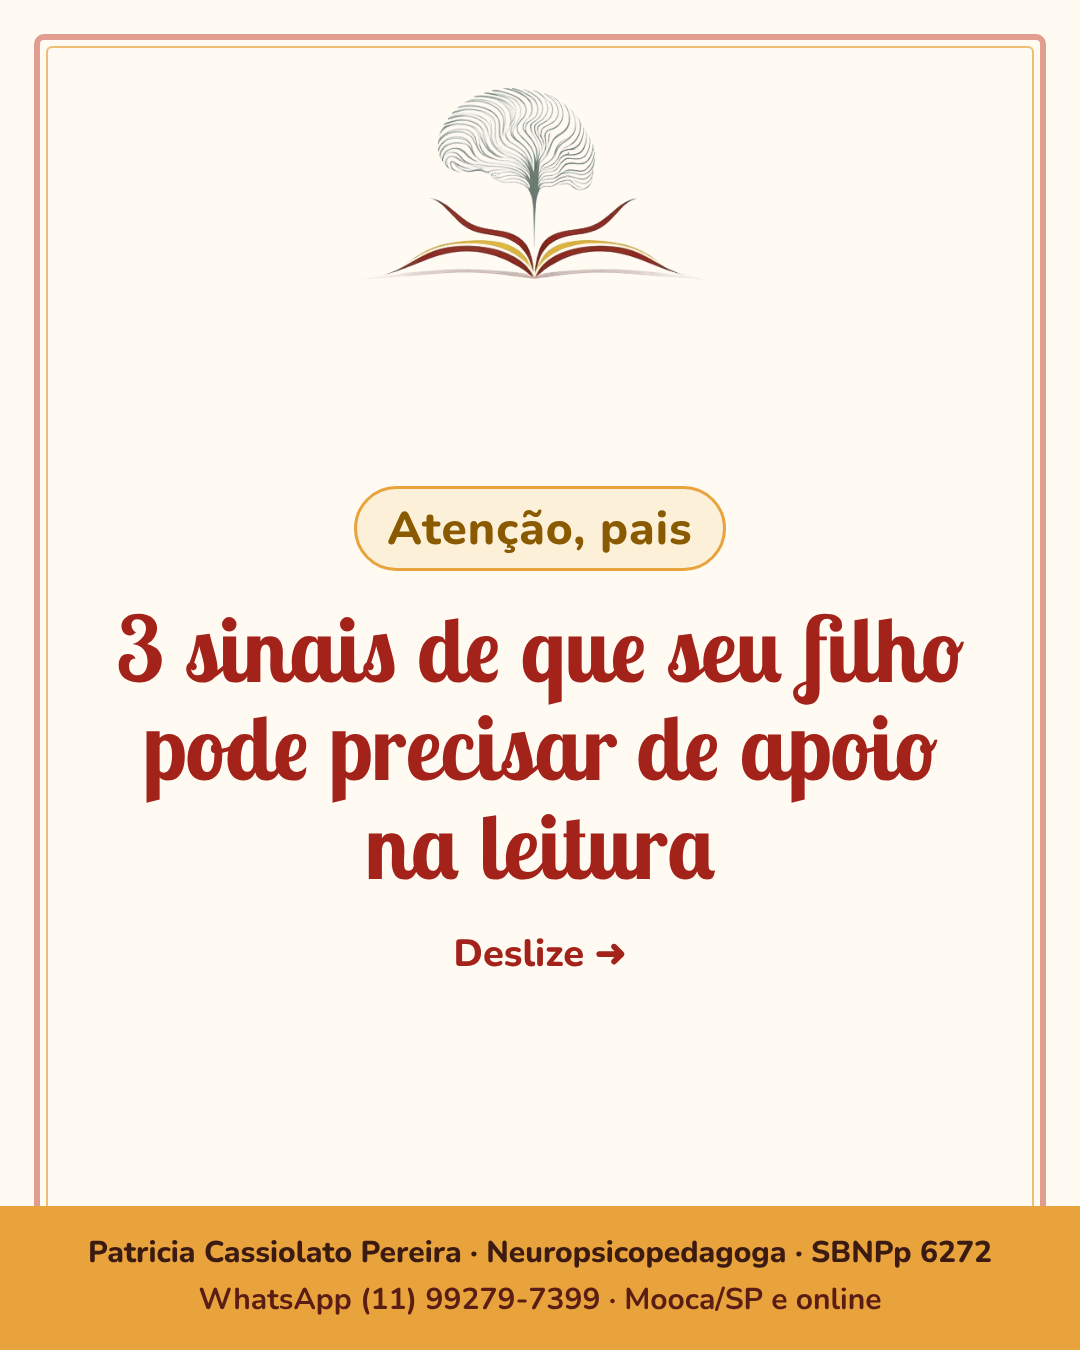 Atenção, pais
3 sinais de que seu filho
pode precisar de apoio
na leitura
Deslize ➜
Patricia Cassiolato Pereira · Neuropsicopedagoga · SBNPp 6272
WhatsApp (11) 99279-7399 · Mooca/SP e online